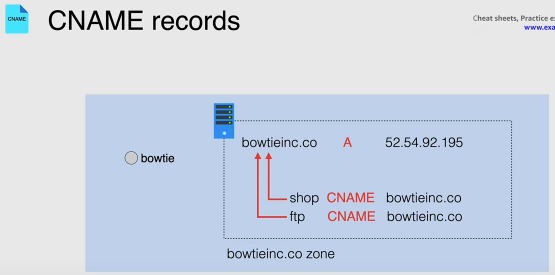 CNAME
CNAME records
Cheat sheets, Practice e
www.exa
bowtieinc.co A 52.54.92.195
bowtie
shop CNAME bowtieinc.co
ftp CNAME bowtieinc.co
bowtieinc.co zone